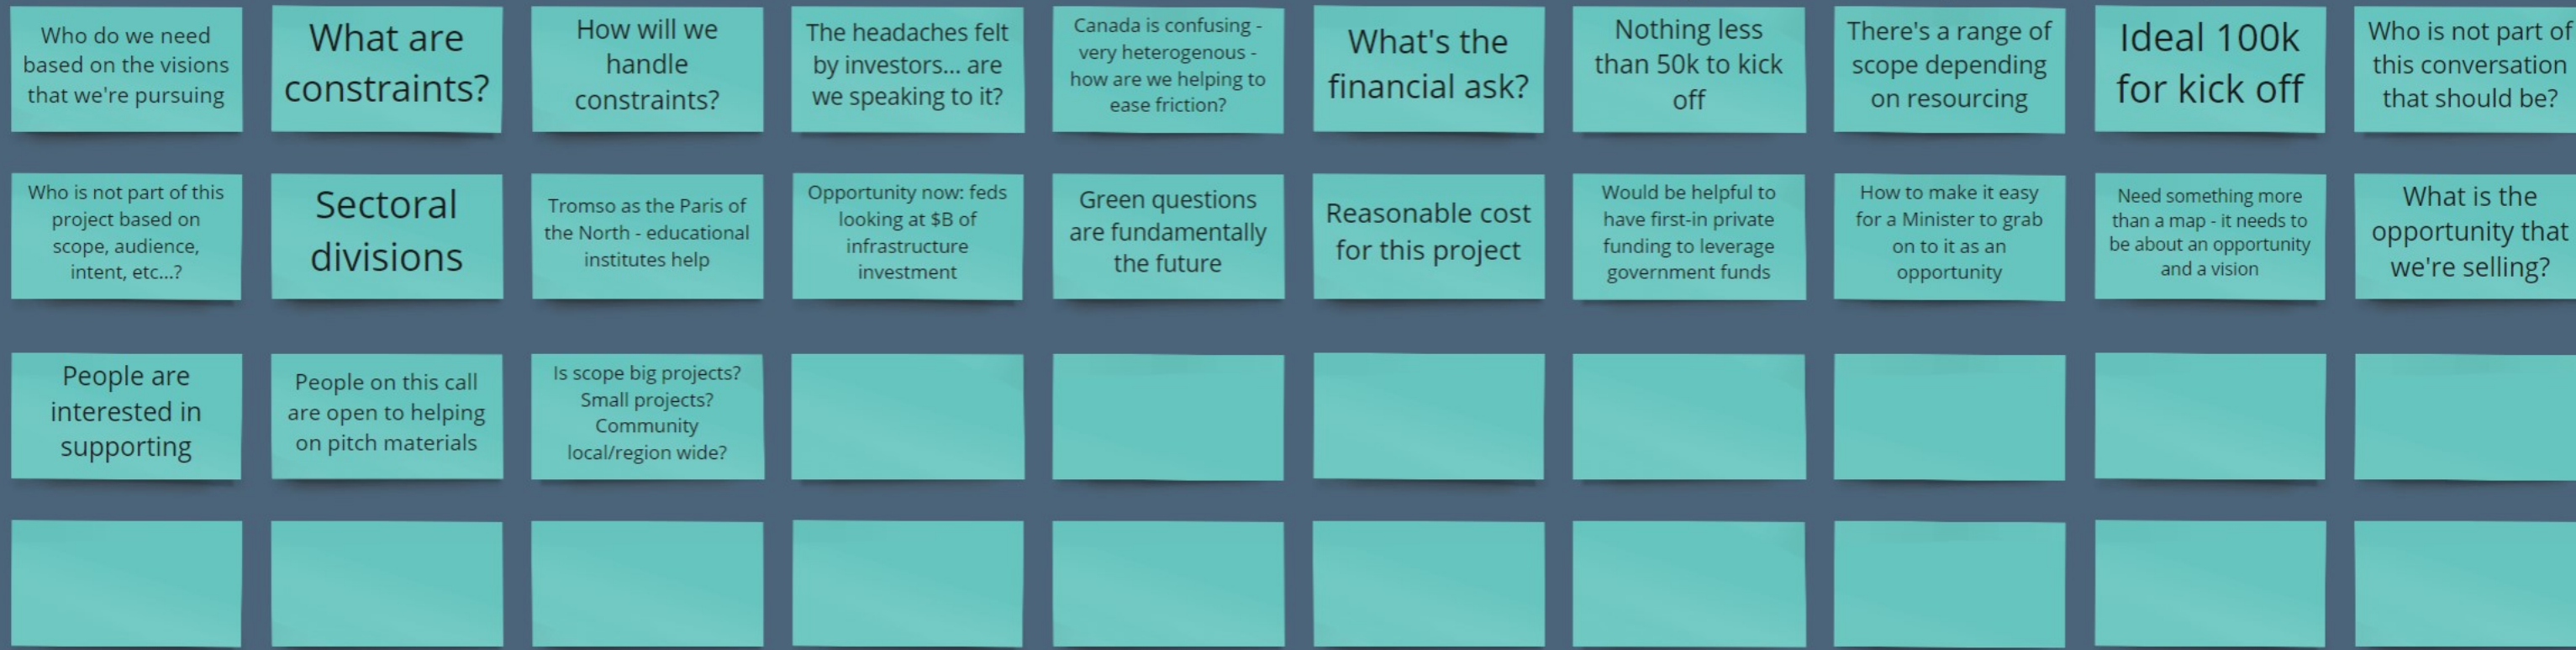 Who do we need
based on the visions
that we're pursuing
What are
constraints?
How will we
handle
constraints?
The headaches felt
by investors... are
we speaking to it?
Canada is confusing -
very heterogenous -
how are we helping to
ease friction?
What's the
financial ask?
Nothing less
than 50k to kick
off
There's a range of
scope depending
on resourcing
Ideal 100k
for kick off
Who is not part of
this conversation
that should be?
Who is not part of this
project based on
scope, audience,
intent, etc...?
Sectoral
divisions
Tromso as the Paris of
the North - educational
institutes help
Opportunity now: feds
looking at $B of
infrastructure
investment
Green questions
are fundamentally
the future
Reasonable cost
for this project
Would be helpful to
have first-in private
funding to leverage
government funds
How to make it easy
for a Minister to grab
on to it as an
opportunity
Need something more
than a map - it needs to
be about an opportunity
and a vision
What is the
opportunity that
we're selling?
People are
interested in
supporting
People on this call
are open to helping
on pitch materials
Is scope big projects?
Small projects?
Community
local/region wide?